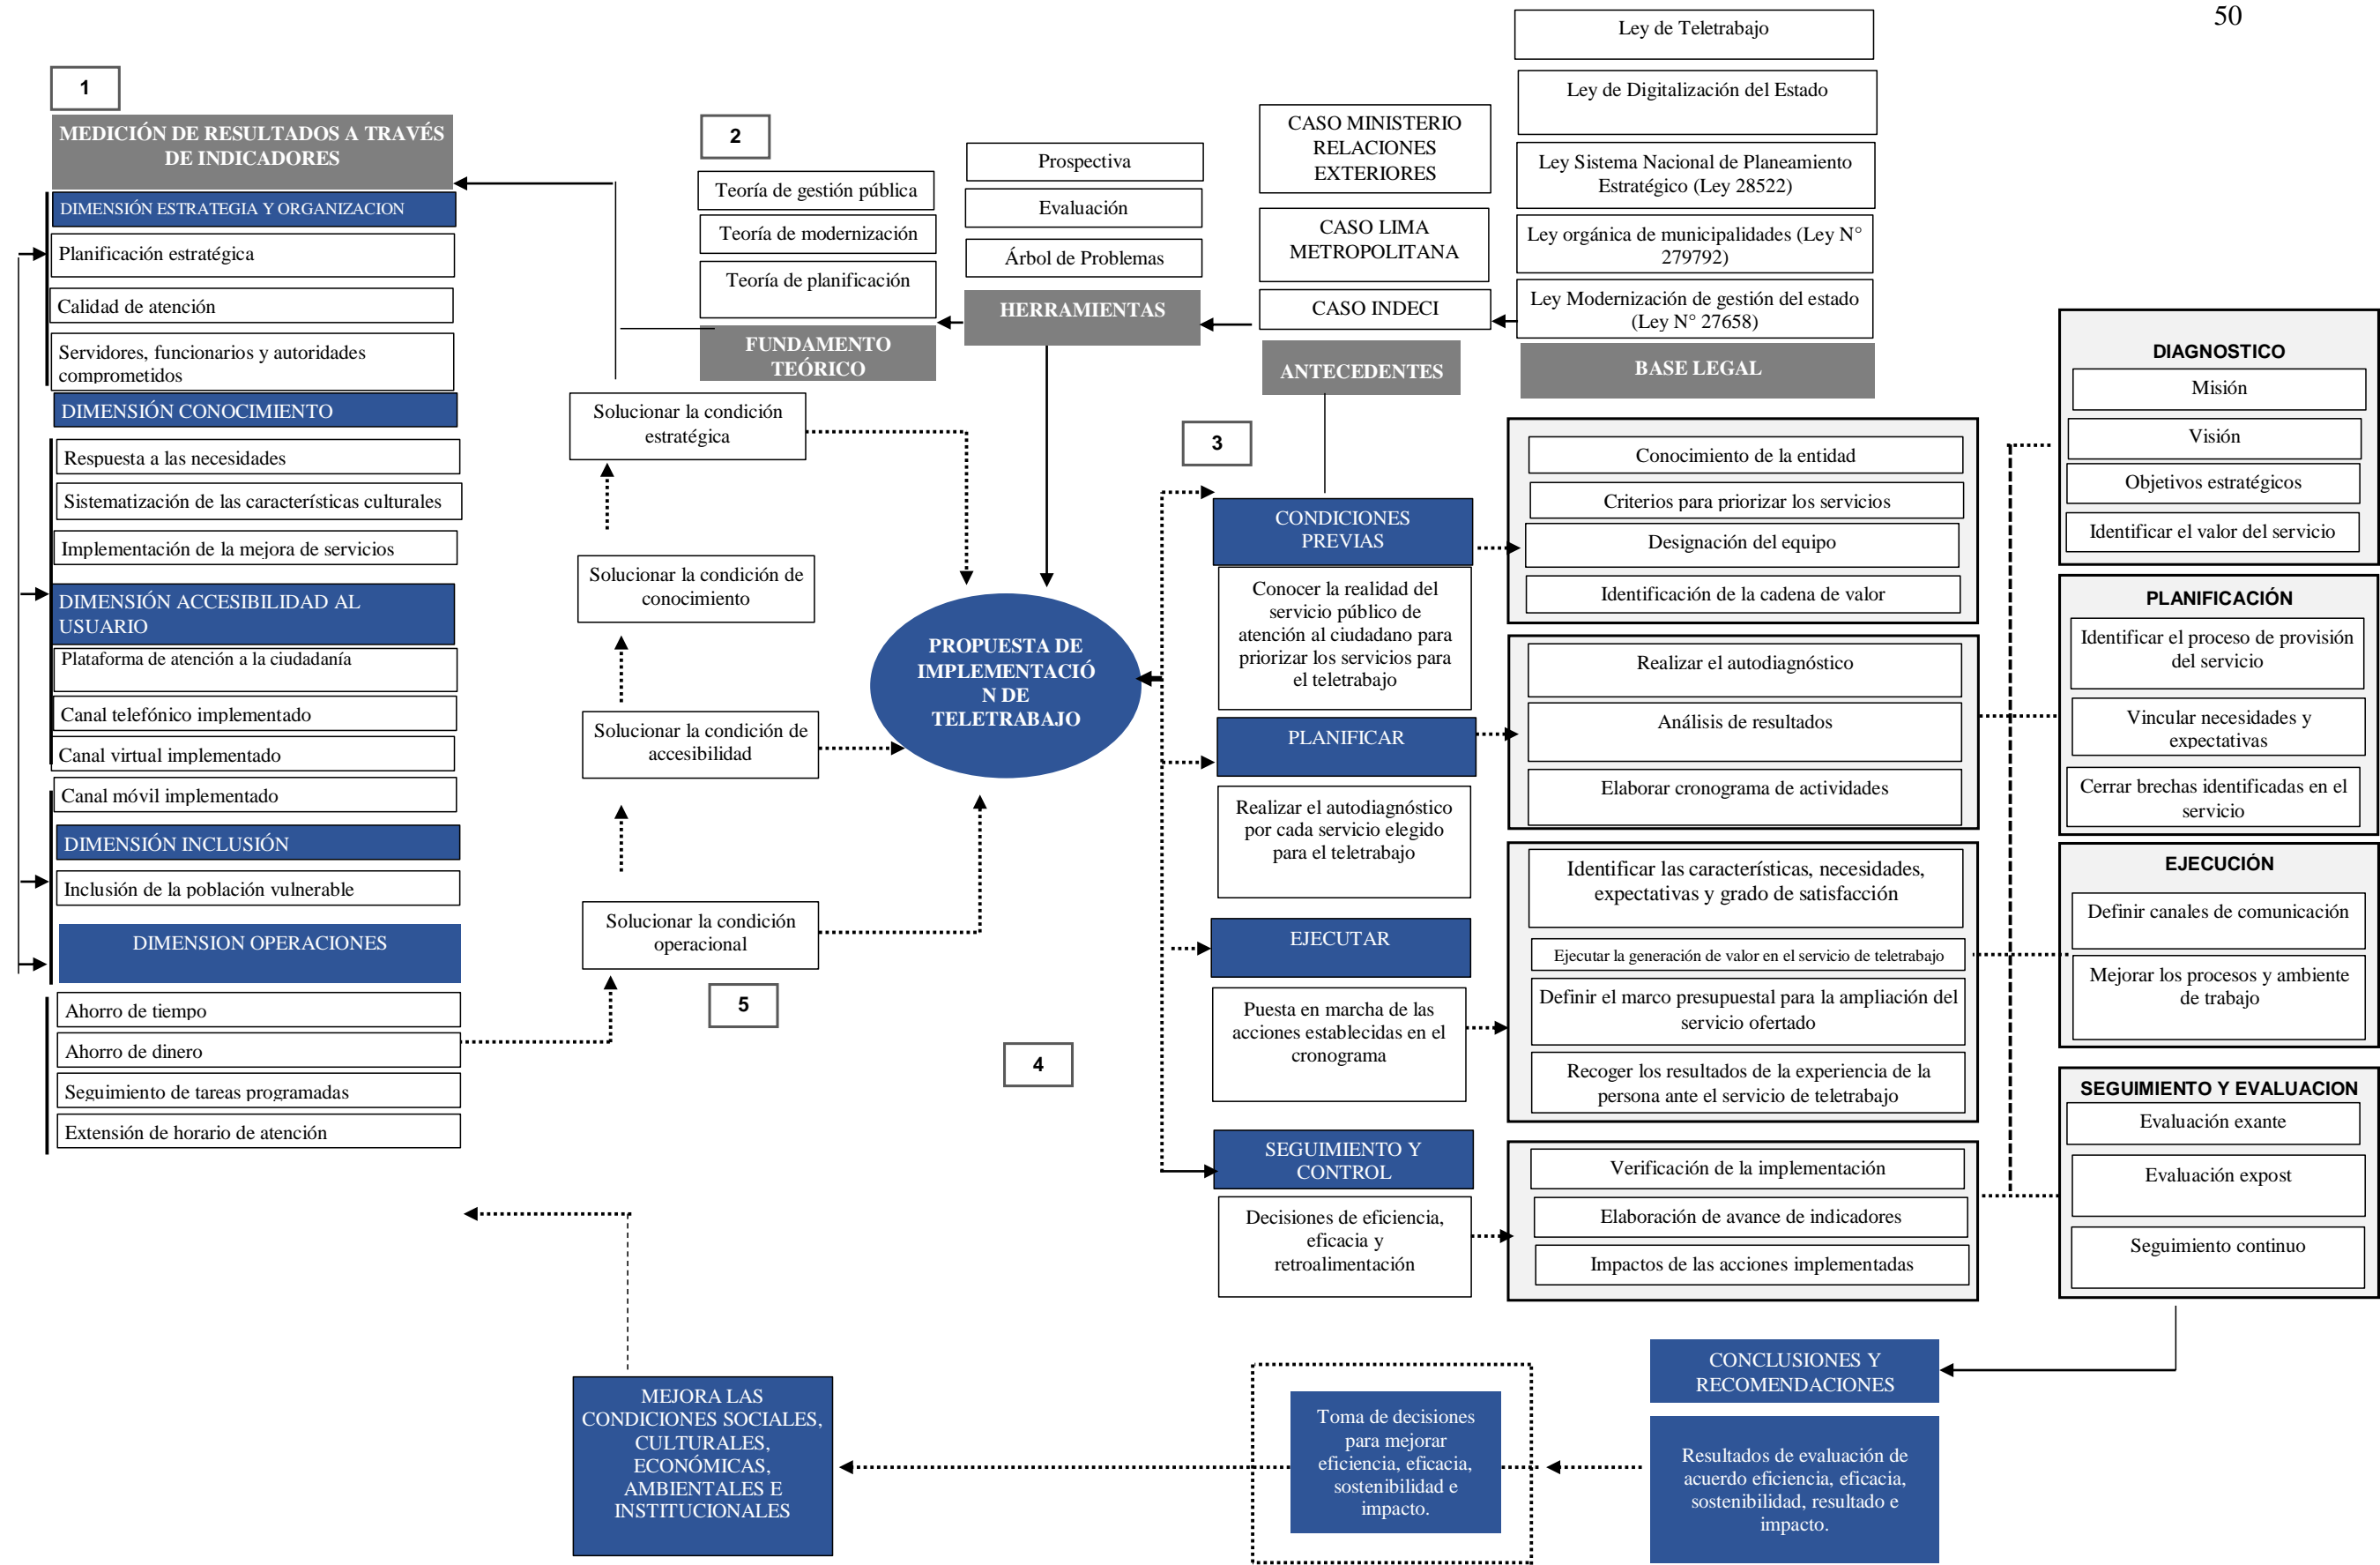 50
1
MEDICIÓN DE RESULTADOS A TRAVÉS
DE INDICADORES
DIMENSIÓN ESTRATEGIA Y ORGANIZACION
Planificación estratégica
Calidad de atención
Servidores, funcionarios y autoridades
comprometidos
DIMENSIÓN CONOCIMIENTO
Respuesta a las necesidades
Sistematización de las características culturales
Implementación de la mejora de servicios
DIMENSIÓN ACCESIBILIDAD AL
USUARIO
Plataforma de atención a la ciudadanía
Canal telefónico implementado
Canal virtual implementado
Canal móvil implementado
DIMENSIÓN INCLUSIÓN
Inclusión de la población vulnerable
DIMENSION OPERACIONES
Ahorro de tiempo
Ahorro de dinero
Seguimiento de tareas programadas
Extensión de horario de atención
2
Teoría de gestión pública
Teoría de modernización
Teoría de planificación
FUNDAMENTO
TEÓRICO
Prospectiva
Evaluación
Árbol de Problemas
HERRAMIENTAS
CASO MINISTERIO
RELACIONES
EXTERIORES
CASO LIMA
METROPOLITANA
CASO INDECI
ANTECEDENTES
Ley de Teletrabajo
Ley de Digitalización del Estado
Ley Sistema Nacional de Planeamiento
Estratégico (Ley 28522)
Ley orgánica de municipalidades (Ley N°
279792)
Ley Modernización de gestión del estado
(Ley N° 27658)
BASE LEGAL
Solucionar la condición
estratégica
Solucionar la condición de
conocimiento
Solucionar la condición de
accesibilidad
Solucionar la condición
operacional
5
PROPUESTA DE
IMPLEMENTACIÓ
N DE
TELETRABAJO
4
3
CONDICIONES
PREVIAS
Conocer la realidad del
servicio público de
atención al ciudadano para
priorizar los servicios para
el teletrabajo
PLANIFICAR
Realizar el autodiagnóstico
por cada servicio elegido
para el teletrabajo
EJECUTAR
Puesta en marcha de las
acciones establecidas en el
cronograma
SEGUIMIENTO Y
CONTROL
Decisiones de eficiencia,
eficacia y
retroalimentación
Conocimiento de la entidad
Criterios para priorizar los servicios
Designación del equipo
Identificación de la cadena de valor
Realizar el autodiagnóstico
Análisis de resultados
Elaborar cronograma de actividades
Identificar las características, necesidades,
expectativas y grado de satisfacción
Ejecutar la generación de valor en el servicio de teletrabajo
Definir el marco presupuestal para la ampliación del
servicio ofertado
Recoger los resultados de la experiencia de la
persona ante el servicio de teletrabajo
Verificación de la implementación
Elaboración de avance de indicadores
Impactos de las acciones implementadas
DIAGNOSTICO
Misión
Visión
Objetivos estratégicos
Identificar el valor del servicio
PLANIFICACIÓN
Identificar el proceso de provisión
del servicio
Vincular necesidades y
expectativas
Cerrar brechas identificadas en el
servicio
EJECUCIÓN
Definir canales de comunicación
Mejorar los procesos y ambiente
de trabajo
SEGUIMIENTO Y EVALUACION
Evaluación exante
Evaluación expost
Seguimiento continuo
CONCLUSIONES Y
RECOMENDACIONES
Resultados de evaluación de
acuerdo eficiencia, eficacia,
sostenibilidad, resultado e
impacto.
Toma de decisiones
para mejorar
eficiencia, eficacia,
sostenibilidad e
impacto.
MEJORA LAS
CONDICIONES SOCIALES,
CULTURALES,
ECONÓMICAS,
AMBIENTALES E
INSTITUCIONALES